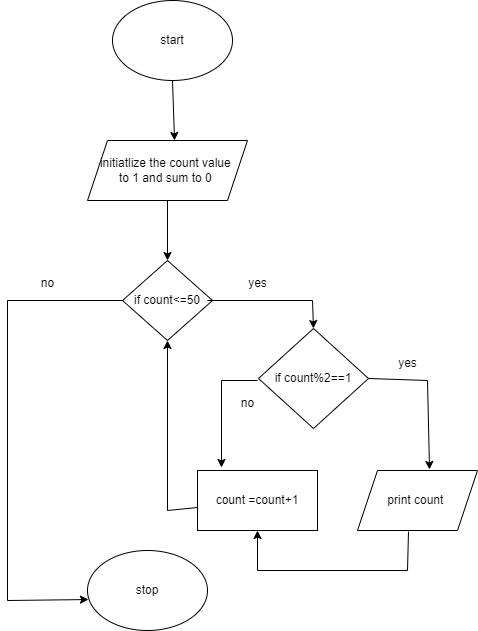 start
initiatlize the count value
to 1 and sum to 0
no
yes
if count<=50
yes
if count%2==1
no
count =count+1
print count
stop